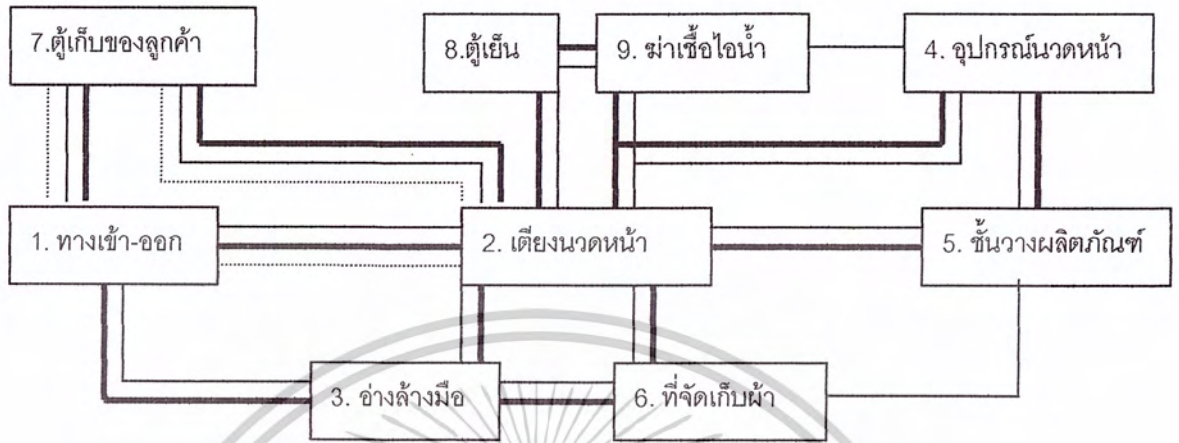 7.ตู้เก็บของลูกค้า
8.ตู้เย็น
9. ฆ่าเชื้อไอน้ำ
4. อุปกรณ์นวดหน้า
1. ทางเข้า-ออก
2. เตียงนวดหน้า
5. ชั้นวางผลิตภัณฑ์
3. อ่างล้างมือ
6. ที่จัดเก็บผ้า